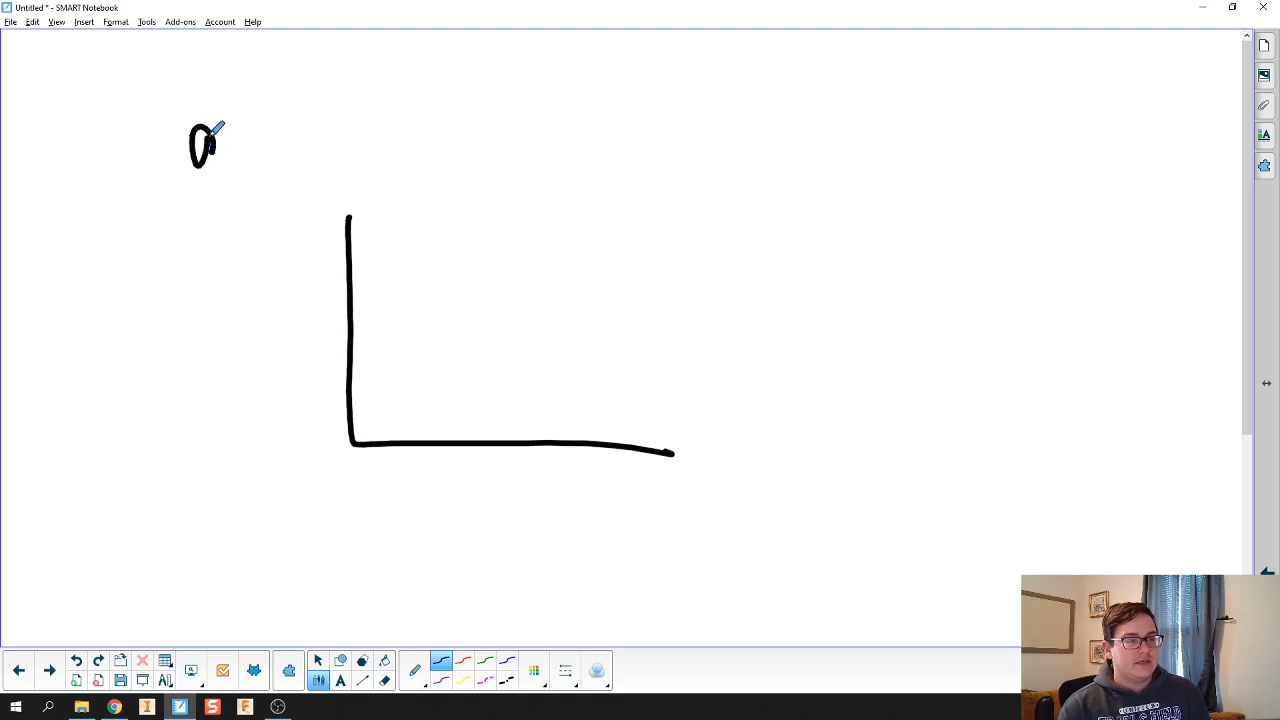 Untitled * - SMART Notebook
File Edit View Insert Format Tools Add-ons Account Help